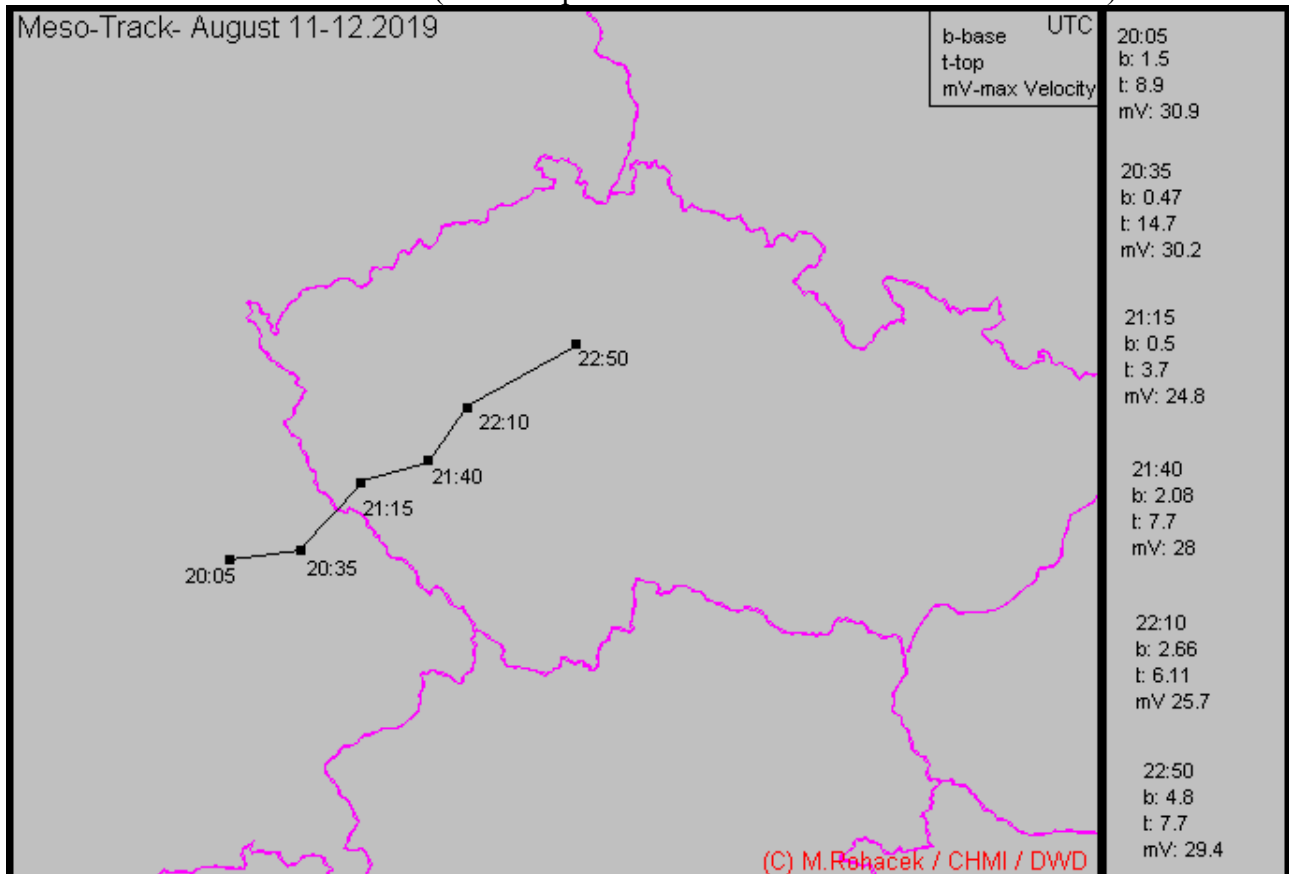 Meso-Track- August 11-12.2019
b-base
UTC
t-top
mV-max Velocity
20:05
b: 1.5
t: 8.9
mV: 30.9
20:35
b: 0.47
t: 14.7
mV: 30.2
21:15
b: 0.5
t: 3.7
mV: 24.8
21:40
b: 2.08
t: 7.7
mV: 28
22:10
b: 2.66
t: 6.11
mV 25.7
22:50
b: 4.8
t: 7.7
mV: 29.4
22:50
22:10
21:40
21:15
20:35
20:05
(C) M.Rehacek / CHMI / DWD